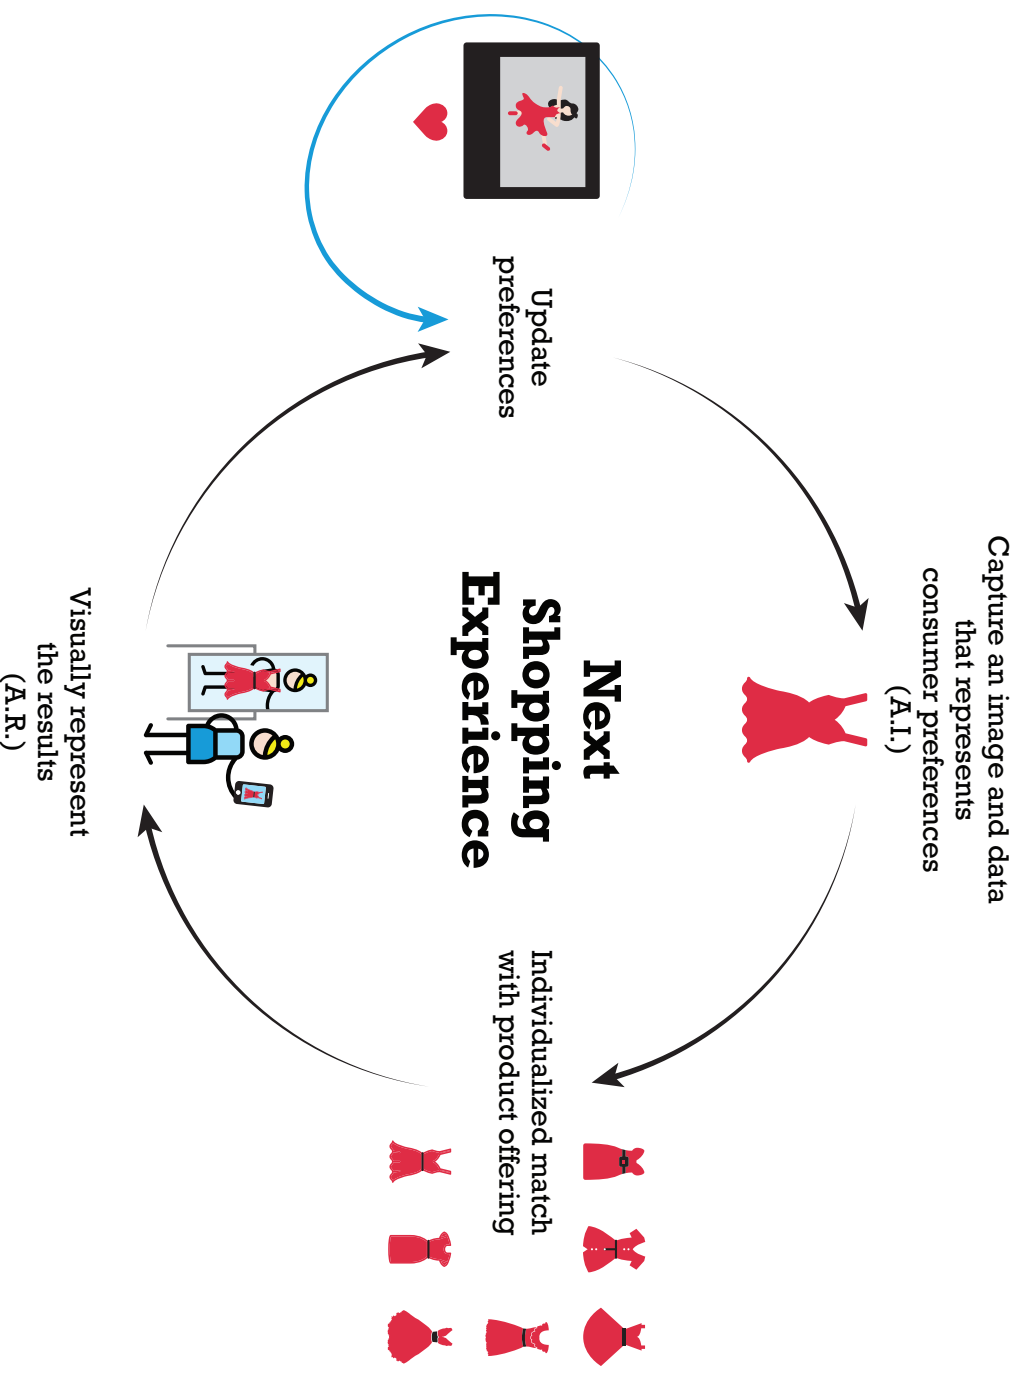 Next
Shopping
Experience
Capture an image and data
that represents
consumer preferences
(A.I.)
Individualized match
with product offering
Visually represent
the results
(A.R.)
Update
preferences